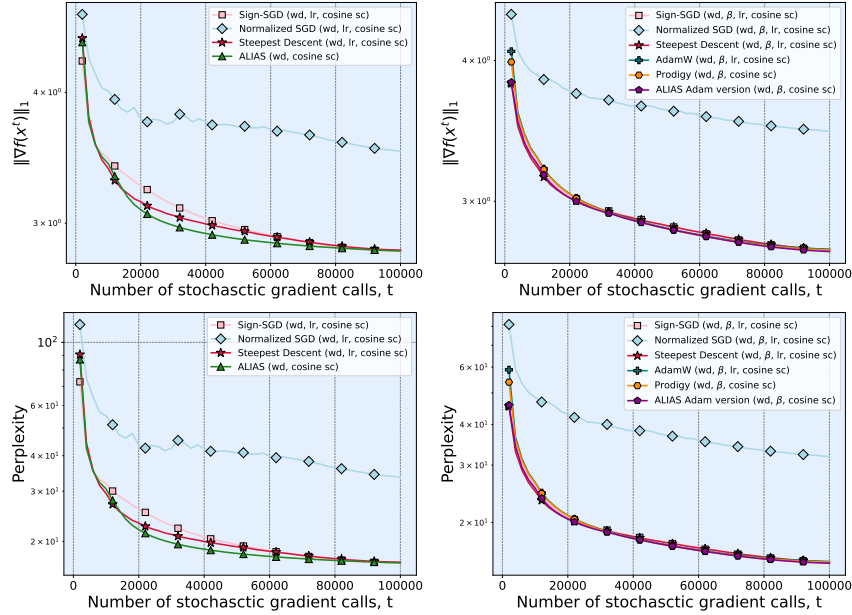 Sign-SGD (wd, lr, cosine sc)
Normalized SGD (wd, lr, cosine sc)
Steepest Descent (wd, lr, cosine sc)
ALIAS (wd, cosine sc)
4 × 10⁰
3 × 10⁰
‖∇f(xᵗ)‖₁
0 20000 40000 60000 80000 100000
Number of stochasctic gradient calls, t
Sign-SGD (wd, β, lr, cosine sc)
Normalized SGD (wd, β, lr, cosine sc)
Steepest Descent (wd, β, lr, cosine sc)
AdamW (wd, β, lr, cosine sc)
Prodigy (wd, β, cosine sc)
ALIAS Adam version (wd, β, cosine sc)
4 × 10⁰
3 × 10⁰
‖∇f(xᵗ)‖₁
0 20000 40000 60000 80000 100000
Number of stochasctic gradient calls, t
Sign-SGD (wd, lr, cosine sc)
Normalized SGD (wd, lr, cosine sc)
Steepest Descent (wd, lr, cosine sc)
ALIAS (wd, cosine sc)
10²
6 × 10¹
4 × 10¹
3 × 10¹
2 × 10¹
Perplexity
0 20000 40000 60000 80000 100000
Number of stochasctic gradient calls, t
Sign-SGD (wd, β, lr, cosine sc)
Normalized SGD (wd, β, lr, cosine sc)
Steepest Descent (wd, β, lr, cosine sc)
AdamW (wd, β, lr, cosine sc)
Prodigy (wd, β, cosine sc)
ALIAS Adam version (wd, β, cosine sc)
6 × 10¹
4 × 10¹
3 × 10¹
2 × 10¹
Perplexity
0 20000 40000 60000 80000 100000
Number of stochasctic gradient calls, t